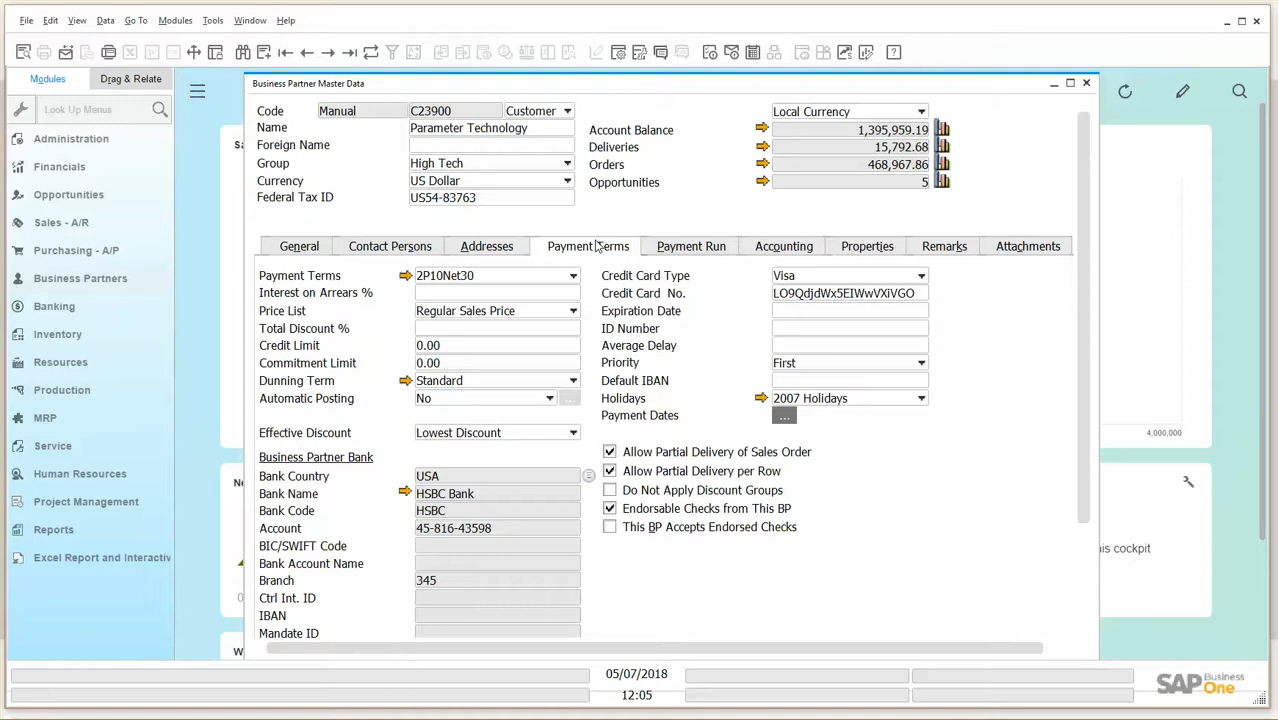 File Edit View Data Go To Modules Tools Window Help
Modules Drag & Relate
Look Up Menus
Administration
Financials
Opportunities
Sales - A/R
Purchasing - A/P
Business Partners
Banking
Inventory
Resources
Production
MRP
Service
Human Resources
Project Management
Reports
Excel Report and Interactiv
Business Partner Master Data
Code Manual C23900 Customer
Name Parameter Technology
Foreign Name
Group High Tech
Currency US Dollar
Federal Tax ID US54-83763
Local Currency
Account Balance 1,395,959.19
Deliveries 15,792.68
Orders 468,967.86
Opportunities 5
General Contact Persons Addresses Payment Terms Payment Run Accounting Properties Remarks Attachments
Payment Terms 2P10Net30
Interest on Arrears %
Price List Regular Sales Price
Total Discount %
Credit Limit 0.00
Commitment Limit 0.00
Dunning Term Standard
Automatic Posting No ...
Effective Discount Lowest Discount
Business Partner Bank
Bank Country USA
Bank Name HSBC Bank
Bank Code HSBC
Account 45-816-43598
BIC/SWIFT Code
Bank Account Name
Branch 345
Ctrl Int. ID
IBAN
Mandate ID
Credit Card Type Visa
Credit Card No. LO9QdjdWx5EIWwVXiVGO
Expiration Date
ID Number
Average Delay
Priority First
Default IBAN
Holidays 2007 Holidays
Payment Dates ...
Allow Partial Delivery of Sales Order
Allow Partial Delivery per Row
Do Not Apply Discount Groups
Endorsable Checks from This BP
This BP Accepts Endorsed Checks
Sa
Ne
0
W
4,000,000
his cockpit
05/07/2018
12:05
SAP Business One